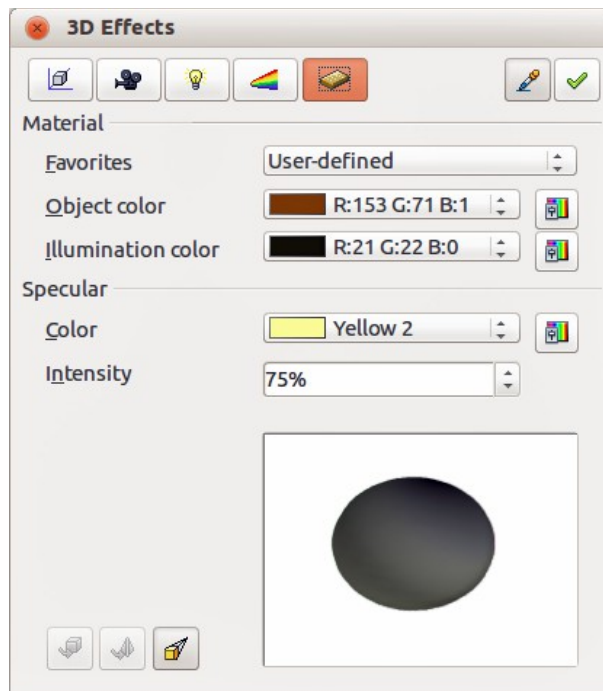 3D Effects
Material
Favorites User-defined
Object color R:153 G:71 B:1
Illumination color R:21 G:22 B:0
Specular
Color Yellow 2
Intensity 75%